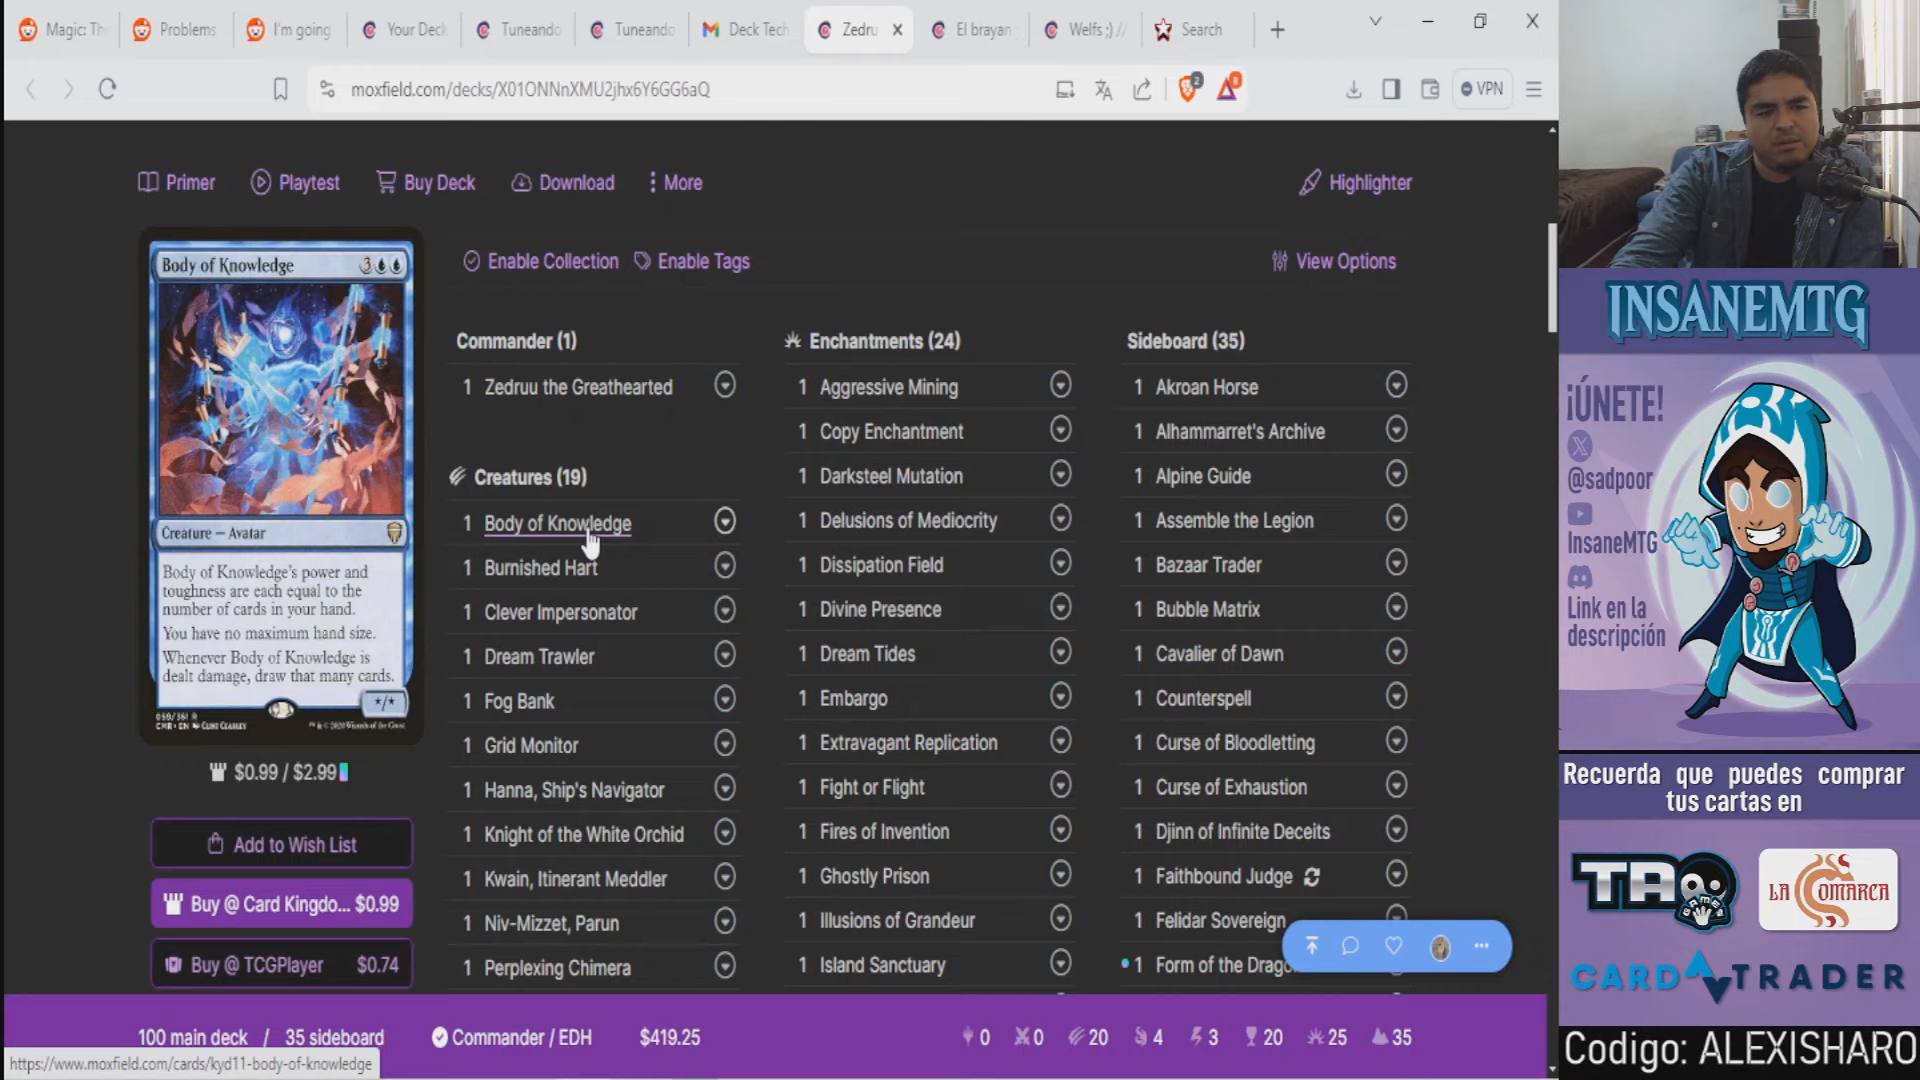 Magic: Th
Problems
I'm going
Your Deck
Tuneando
Tuneando
Deck Tech
Zedru
El brayan
Welfs ;) //
Search
moxfield.com/decks/X01ONNnXMU2jhx6Y6GG6aQ
2
8
VPN
Primer
Playtest
Buy Deck
Download
More
Highlighter
Enable Collection
Enable Tags
View Options
Body of Knowledge
3
Creature — Avatar
Body of Knowledge's power and
toughness are each equal to the
number of cards in your hand.
You have no maximum hand size.
Whenever Body of Knowledge is
dealt damage, draw that many cards.
*/*
059/361 R
CMR • EN
$0.99 / $2.99
Add to Wish List
Buy @ Card Kingdo... $0.99
Buy @ TCGPlayer $0.74
Commander (1)
1 Zedruu the Greathearted
Creatures (19)
1 Body of Knowledge
1 Burnished Hart
1 Clever Impersonator
1 Dream Trawler
1 Fog Bank
1 Grid Monitor
1 Hanna, Ship's Navigator
1 Knight of the White Orchid
1 Kwain, Itinerant Meddler
1 Niv-Mizzet, Parun
1 Perplexing Chimera
Enchantments (24)
1 Aggressive Mining
1 Copy Enchantment
1 Darksteel Mutation
1 Delusions of Mediocrity
1 Dissipation Field
1 Divine Presence
1 Dream Tides
1 Embargo
1 Extravagant Replication
1 Fight or Flight
1 Fires of Invention
1 Ghostly Prison
1 Illusions of Grandeur
1 Island Sanctuary
Sideboard (35)
1 Akroan Horse
1 Alhammarret's Archive
1 Alpine Guide
1 Assemble the Legion
1 Bazaar Trader
1 Bubble Matrix
1 Cavalier of Dawn
1 Counterspell
1 Curse of Bloodletting
1 Curse of Exhaustion
1 Djinn of Infinite Deceits
1 Faithbound Judge
1 Felidar Sovereign
1 Form of the Drago
100 main deck / 35 sideboard
Commander / EDH
$419.25
0
0
20
4
3
20
25
35
https://www.moxfield.com/cards/kyd11-body-of-knowledge
INSANEMTG
¡ÚNETE!
@sadpoor
InsaneMTG
Link en la
descripción
Recuerda que puedes comprar
tus cartas en
TAO
GAMES
LA COMARCA
CARD TRADER
Codigo: ALEXISHARO